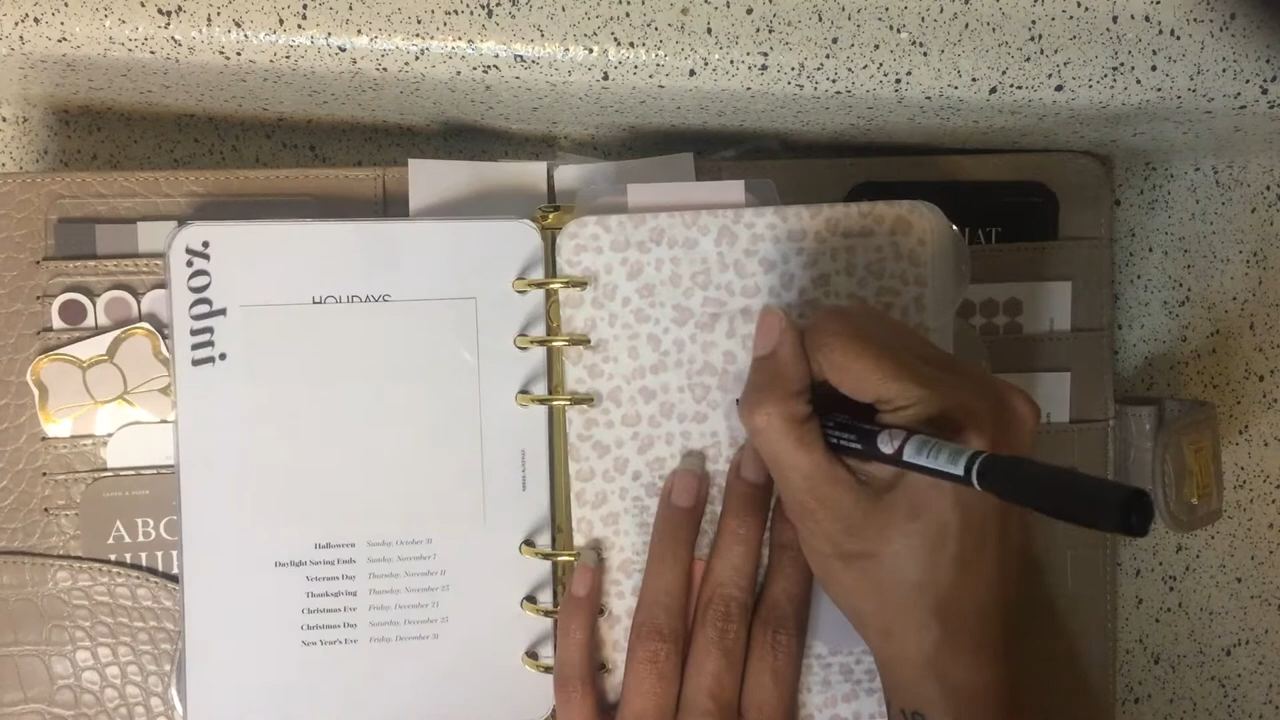 inbox
HOLIDAYS
Halloween Sunday, October 31
Daylight Saving Ends Sunday, November 7
Veterans Day Thursday, November 11
Thanksgiving Thursday, November 25
Christmas Eve Friday, December 24
Christmas Day Saturday, December 25
New Year's Eve Friday, December 31
ABC